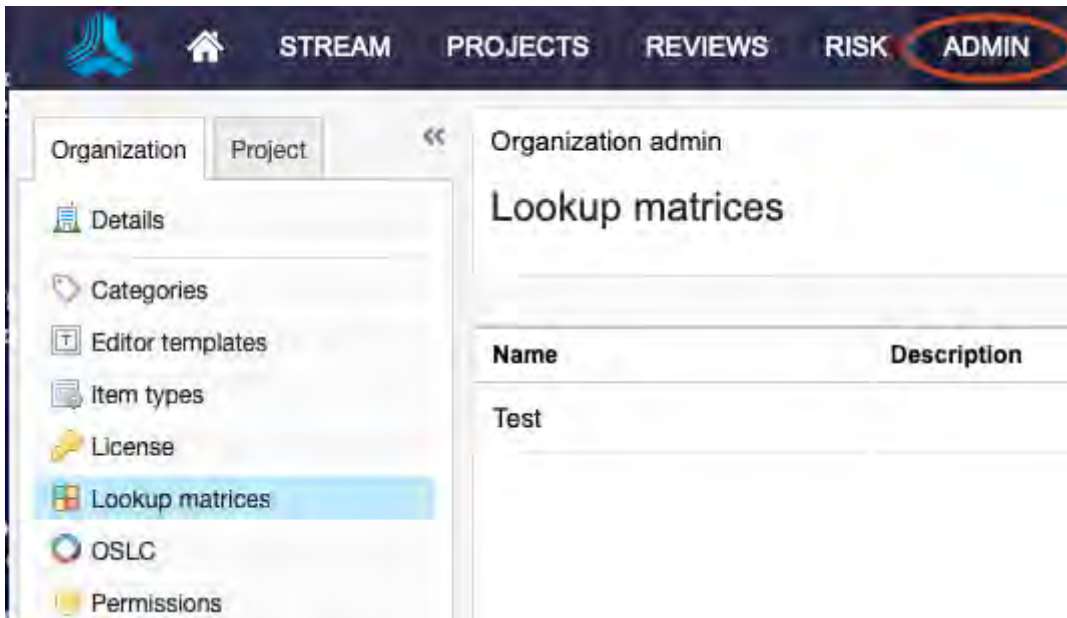 STREAM PROJECTS REVIEWS RISK ADMIN
Organization Project
Details
Categories
Editor templates
Item types
License
Lookup matrices
OSLC
Permissions
Organization admin
Lookup matrices
Name Description
Test